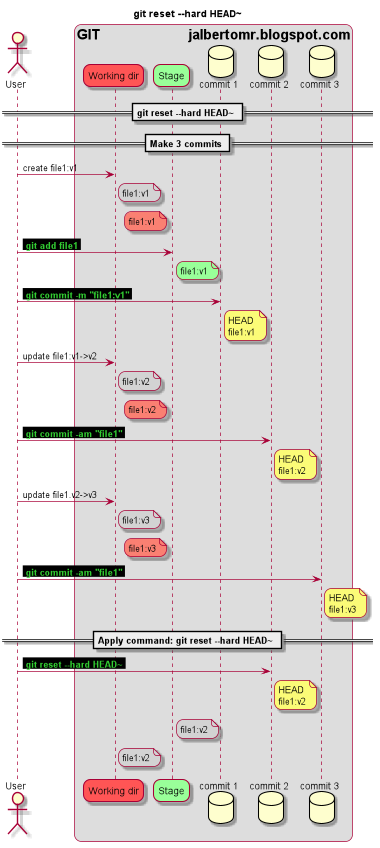 git reset --hard HEAD~
GIT jalbertomr.blogspot.com
User Working dir Stage commit 1 commit 2 commit 3
git reset --hard HEAD~
Make 3 commits
create file1:v1
file1:v1
file1:v1
git add file1
file1:v1
git commit -m "file1:v1"
HEAD
file1:v1
update file1:v1->v2
file1:v2
file1:v2
git commit -am "file1"
HEAD
file1:v2
update file1.v2->v3
file1:v3
file1:v3
git commit -am "file1"
HEAD
file1:v3
Apply command: git reset --hard HEAD~
git reset --hard HEAD~
HEAD
file1:v2
file1:v2
file1:v2
User Working dir Stage commit 1 commit 2 commit 3